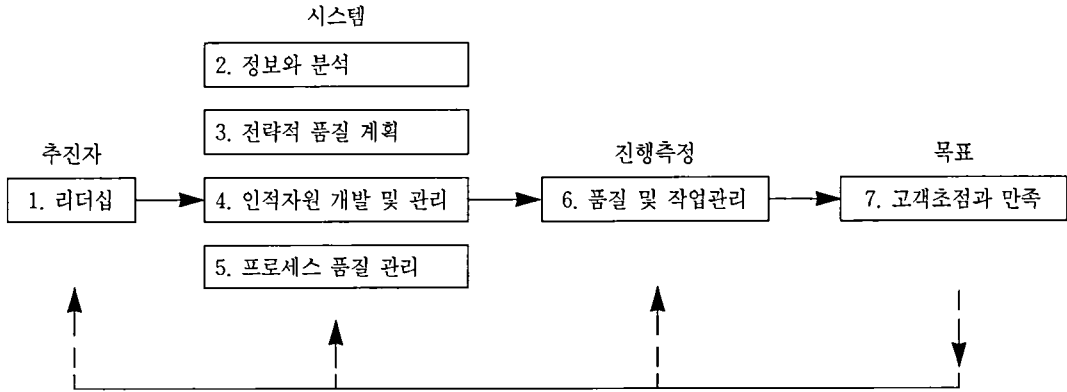 시스템
2. 정보와 분석
3. 전략적 품질 계획
추진자
진행측정
목표
1. 리더십
4. 인적자원 개발 및 관리
6. 품질 및 작업관리
7. 고객초점과 만족
5. 프로세스 품질 관리